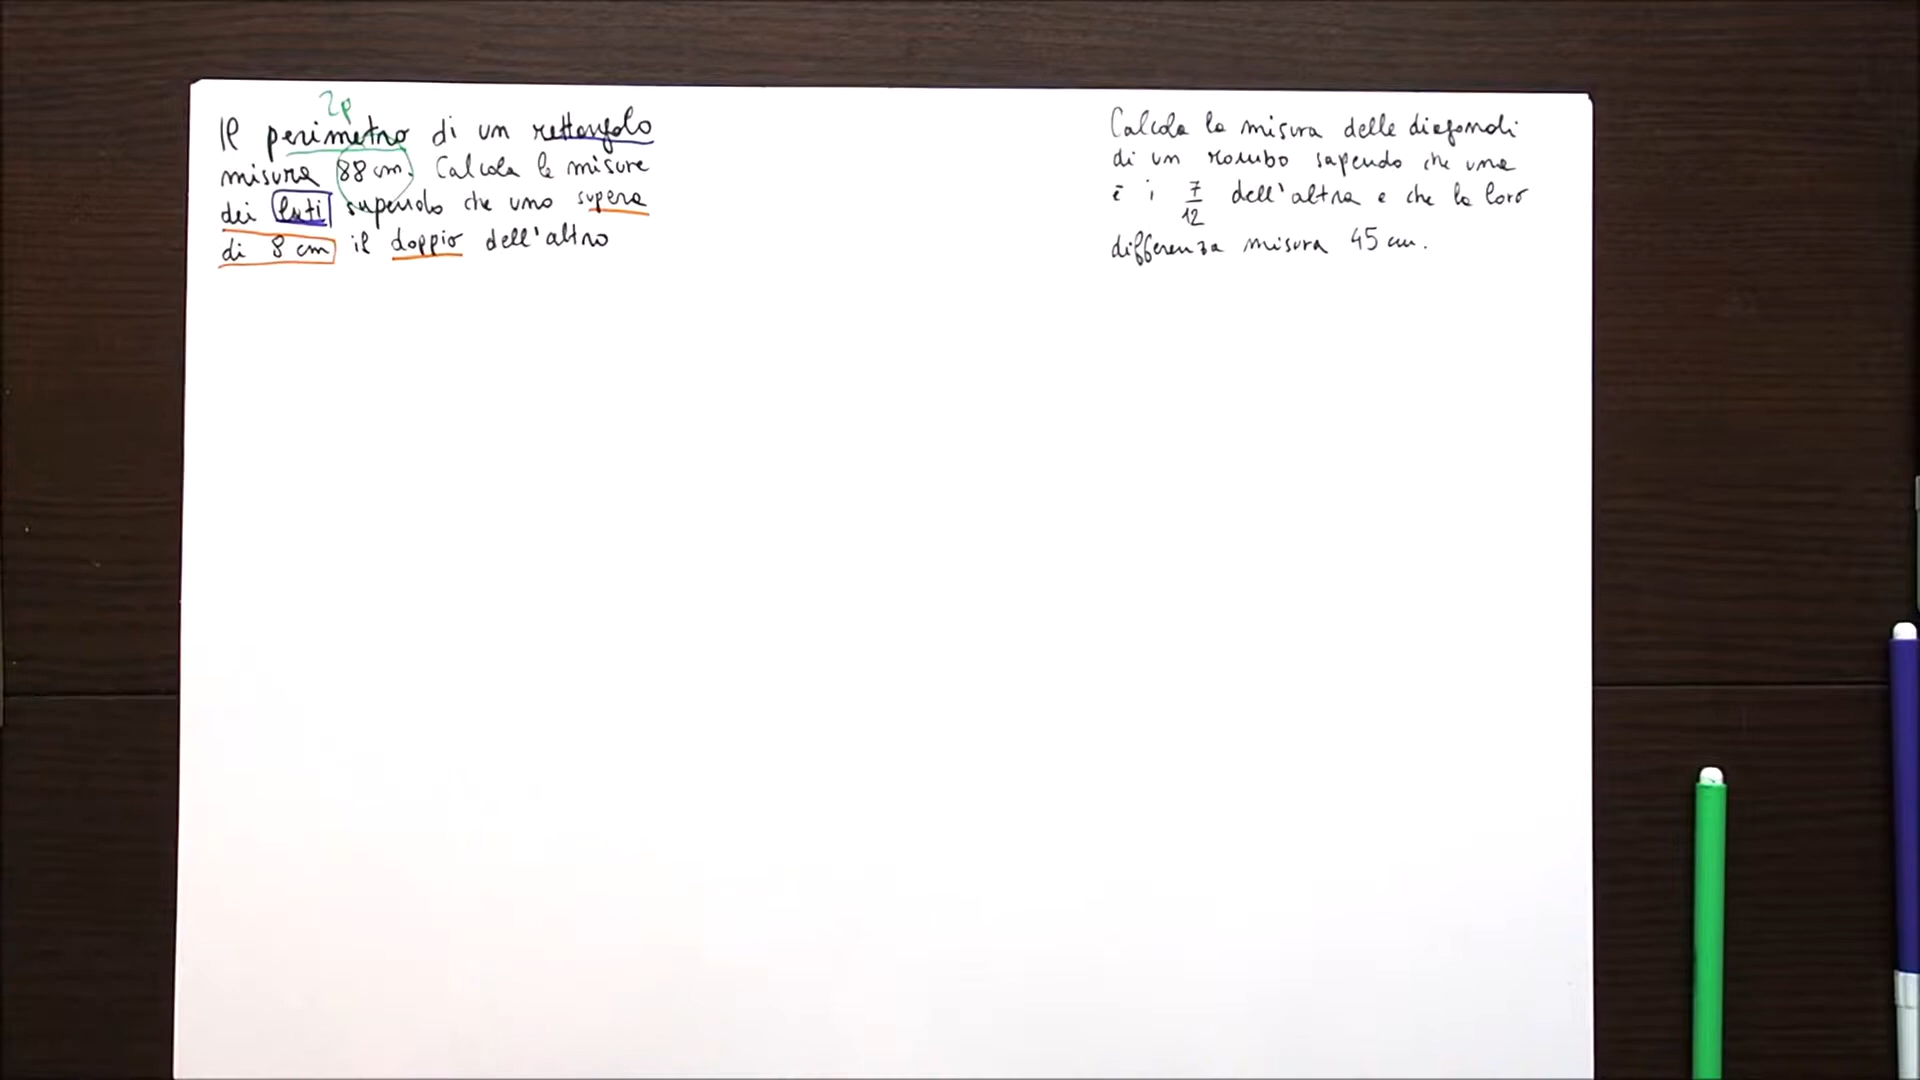 2p
Il perimetro di un rettangolo
misura 88 cm. Calcola le misure
dei lati sapendo che uno supera
di 8 cm il doppio dell'altro
Calcola la misura delle diagonali
di un rombo sapendo che una
è i 7/12 dell'altra e che la loro
differenza misura 45 cm.